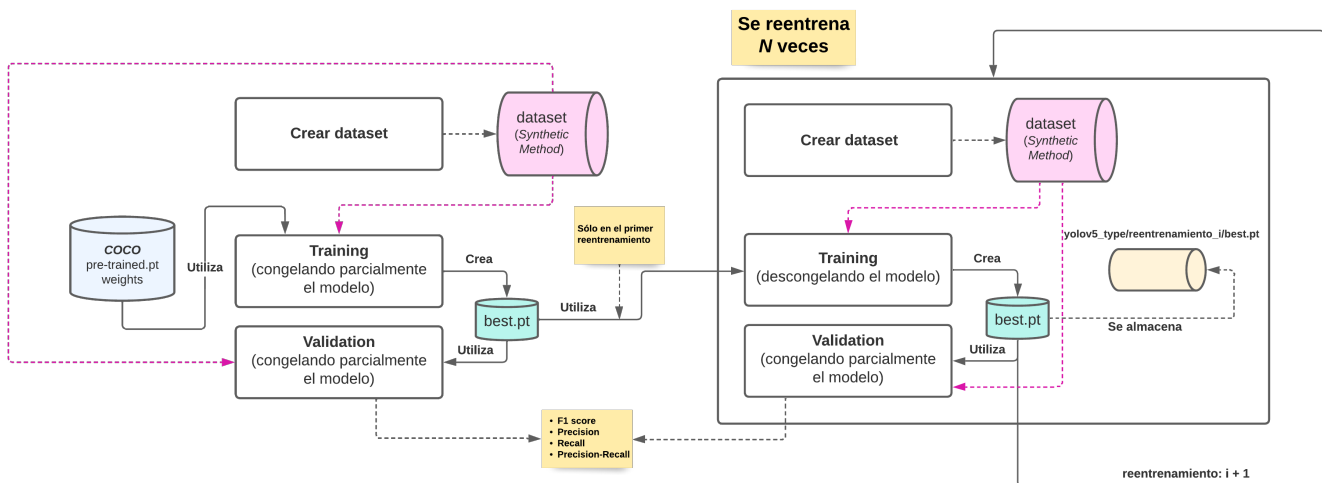 Se reentrena
N veces
Crear dataset
dataset
(Synthetic
Method)
COCO
pre-trained.pt
weights
Utiliza
Training
(congelando parcialmente
el modelo)
Crea
best.pt
Utiliza
Validation
(congelando parcialmente
el modelo)
Utiliza
Sólo en el primer
reentrenamiento
F1 score
Precision
Recall
Precision-Recall
Crear dataset
dataset
(Synthetic
Method)
Training
(descongelando el modelo)
Crea
best.pt
yolov5_type/reentrenamiento_i/best.pt
Se almacena
Validation
(congelando parcialmente
el modelo)
Utiliza
reentrenamiento: i + 1